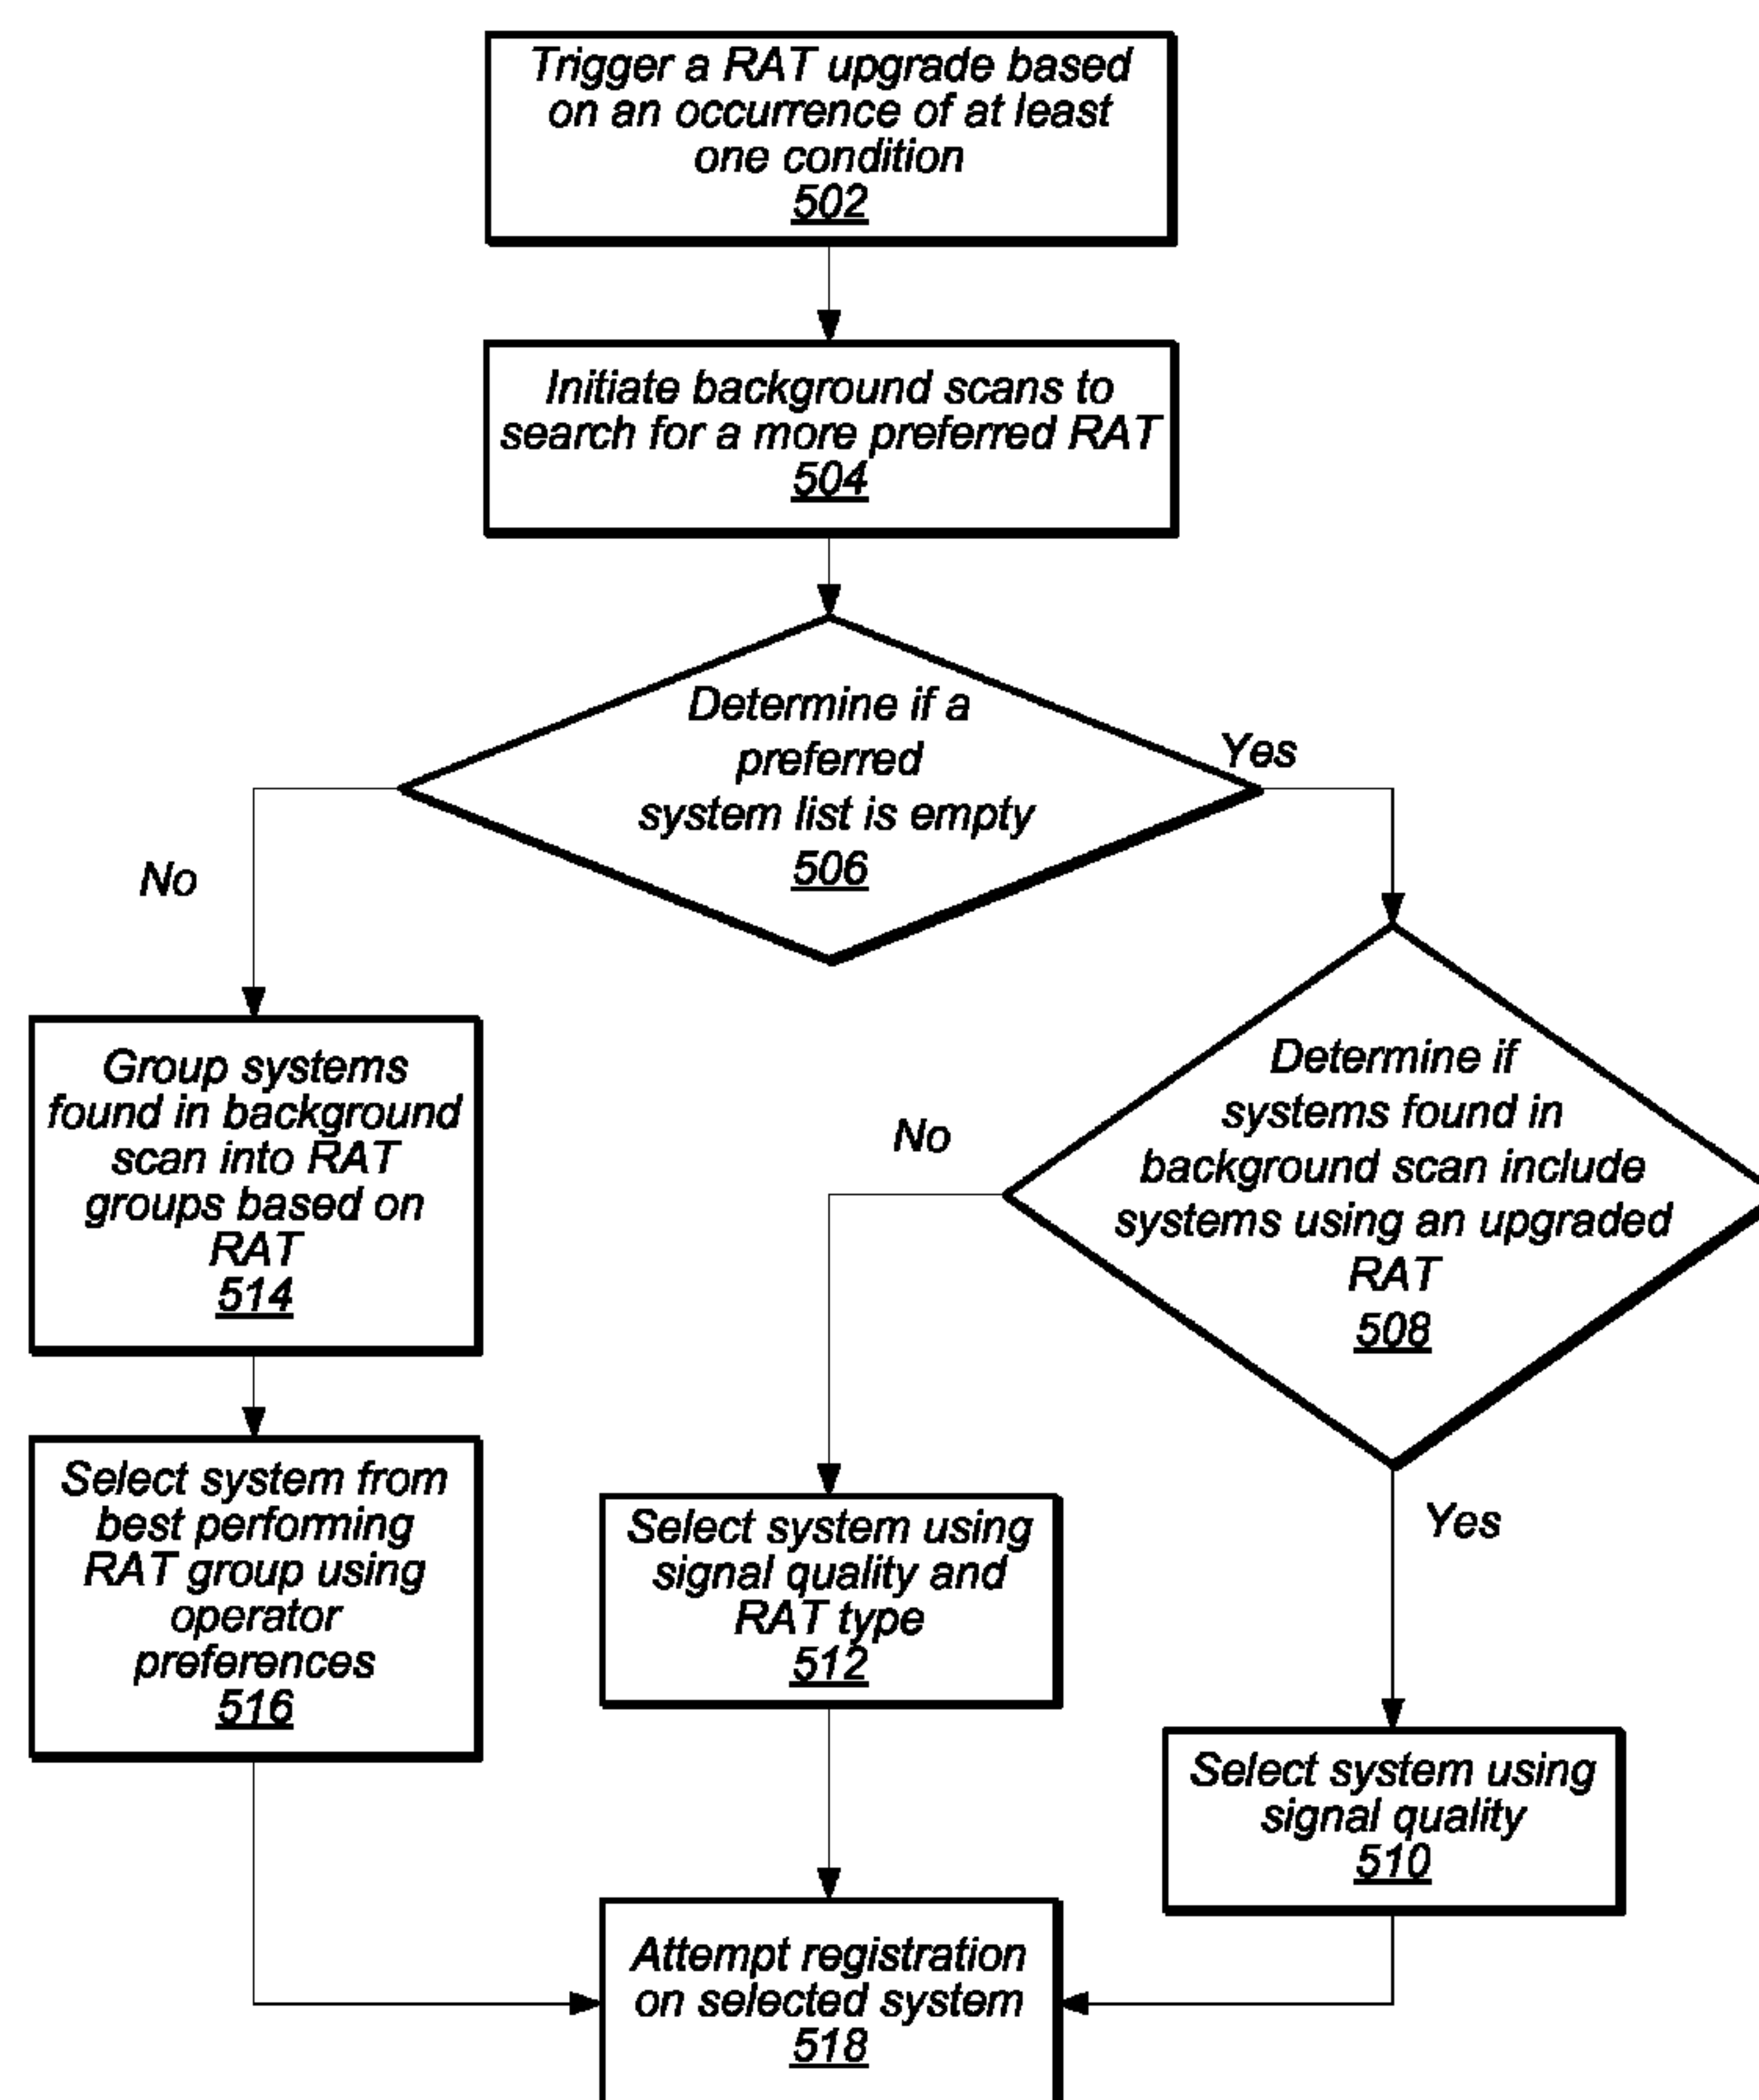 Trigger a RAT upgrade based
on an occurrence of at least
one condition
502
Initiate background scans to
search for a more preferred RAT
504
Determine if a
preferred
system list is empty
506
Yes
No
Group systems
found in background
scan into RAT
groups based on
RAT
514
Determine if
systems found in
background scan include
systems using an upgraded
RAT
508
No
Yes
Select system from
best performing
RAT group using
operator
preferences
516
Select system using
signal quality and
RAT type
512
Select system using
signal quality
510
Attempt registration
on selected system
518